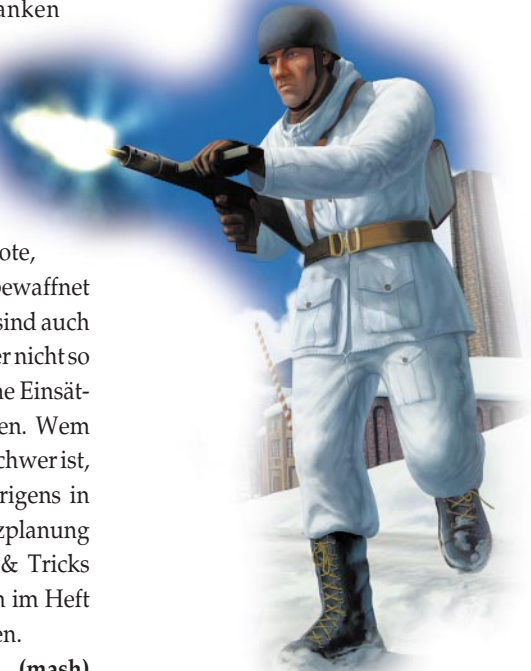 anken
ote,
ewaffnet
sind auch
er nicht so
ne Einsät-
en. Wem
chwer ist,
rigens in
zplanung
& Tricks
n im Heft
en.
(mash)